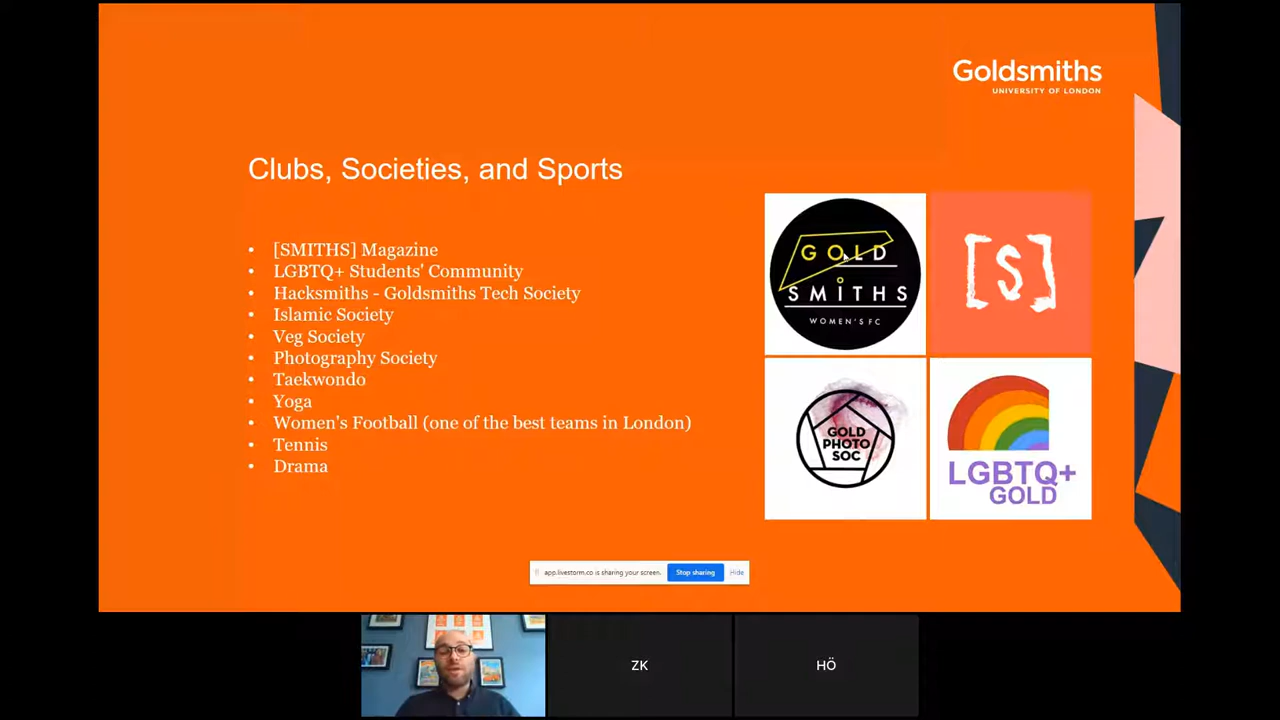 Goldsmiths
UNIVERSITY OF LONDON
Clubs, Societies, and Sports
• [SMITHS] Magazine
• LGBTQ+ Students' Community
• Hacksmiths - Goldsmiths Tech Society
• Islamic Society
• Veg Society
• Photography Society
• Taekwondo
• Yoga
• Women's Football (one of the best teams in London)
• Tennis
• Drama
GOLD
SMiTHS
WOMEN'S FC
[S]
GOLD
PHOTO
SOC
LGBTQ+
GOLD
app.livestorm.co is sharing your screen.
Stop sharing
Hide
ZK
HÖ